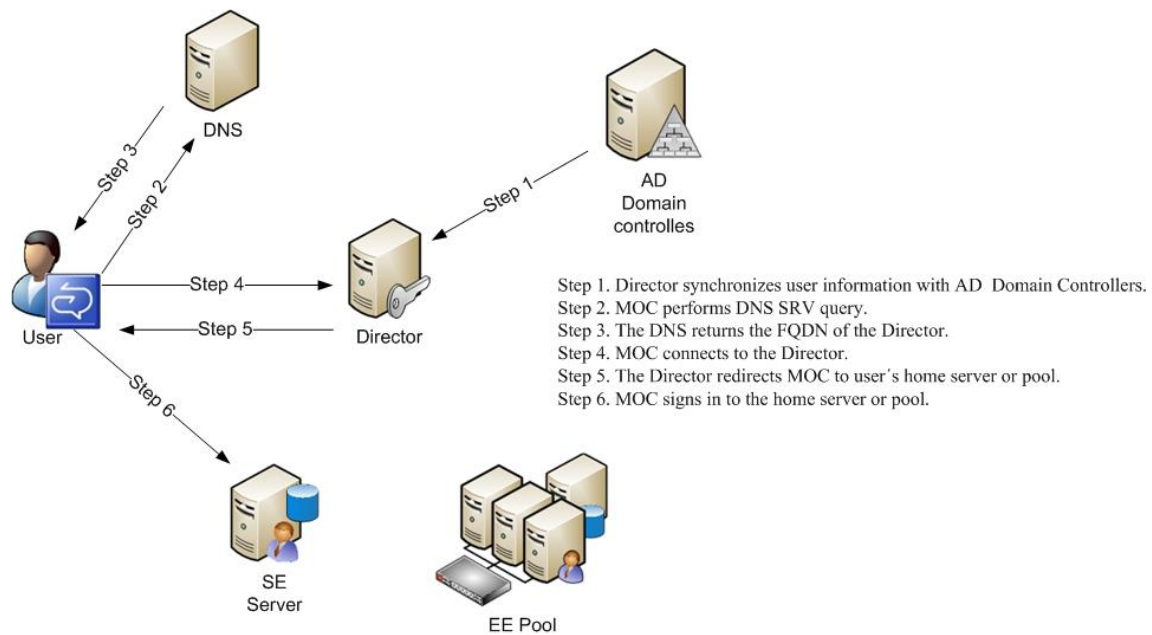 DNS
AD
Domain
controlles
Step 3
Step 2
Step 1
User
Step 4
Step 5
Director
Step 6
Step 1. Director synchronizes user information with AD Domain Controllers.
Step 2. MOC performs DNS SRV query.
Step 3. The DNS returns the FQDN of the Director.
Step 4. MOC connects to the Director.
Step 5. The Director redirects MOC to user´s home server or pool.
Step 6. MOC signs in to the home server or pool.
SE
Server
EE Pool